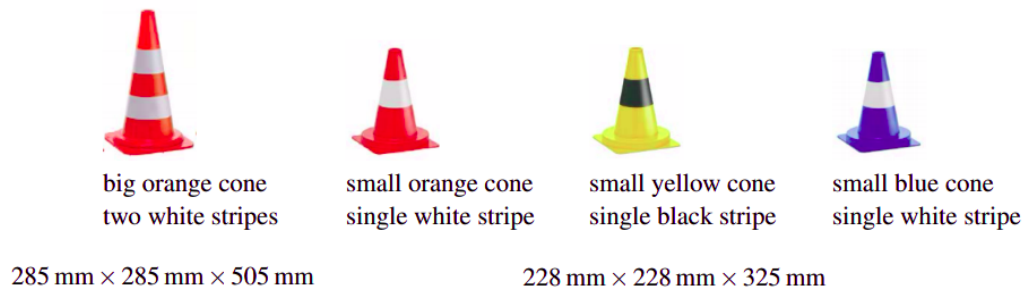 big orange cone
two white stripes
small orange cone
single white stripe
small yellow cone
single black stripe
small blue cone
single white stripe
285 mm × 285 mm × 505 mm
228 mm × 228 mm × 325 mm